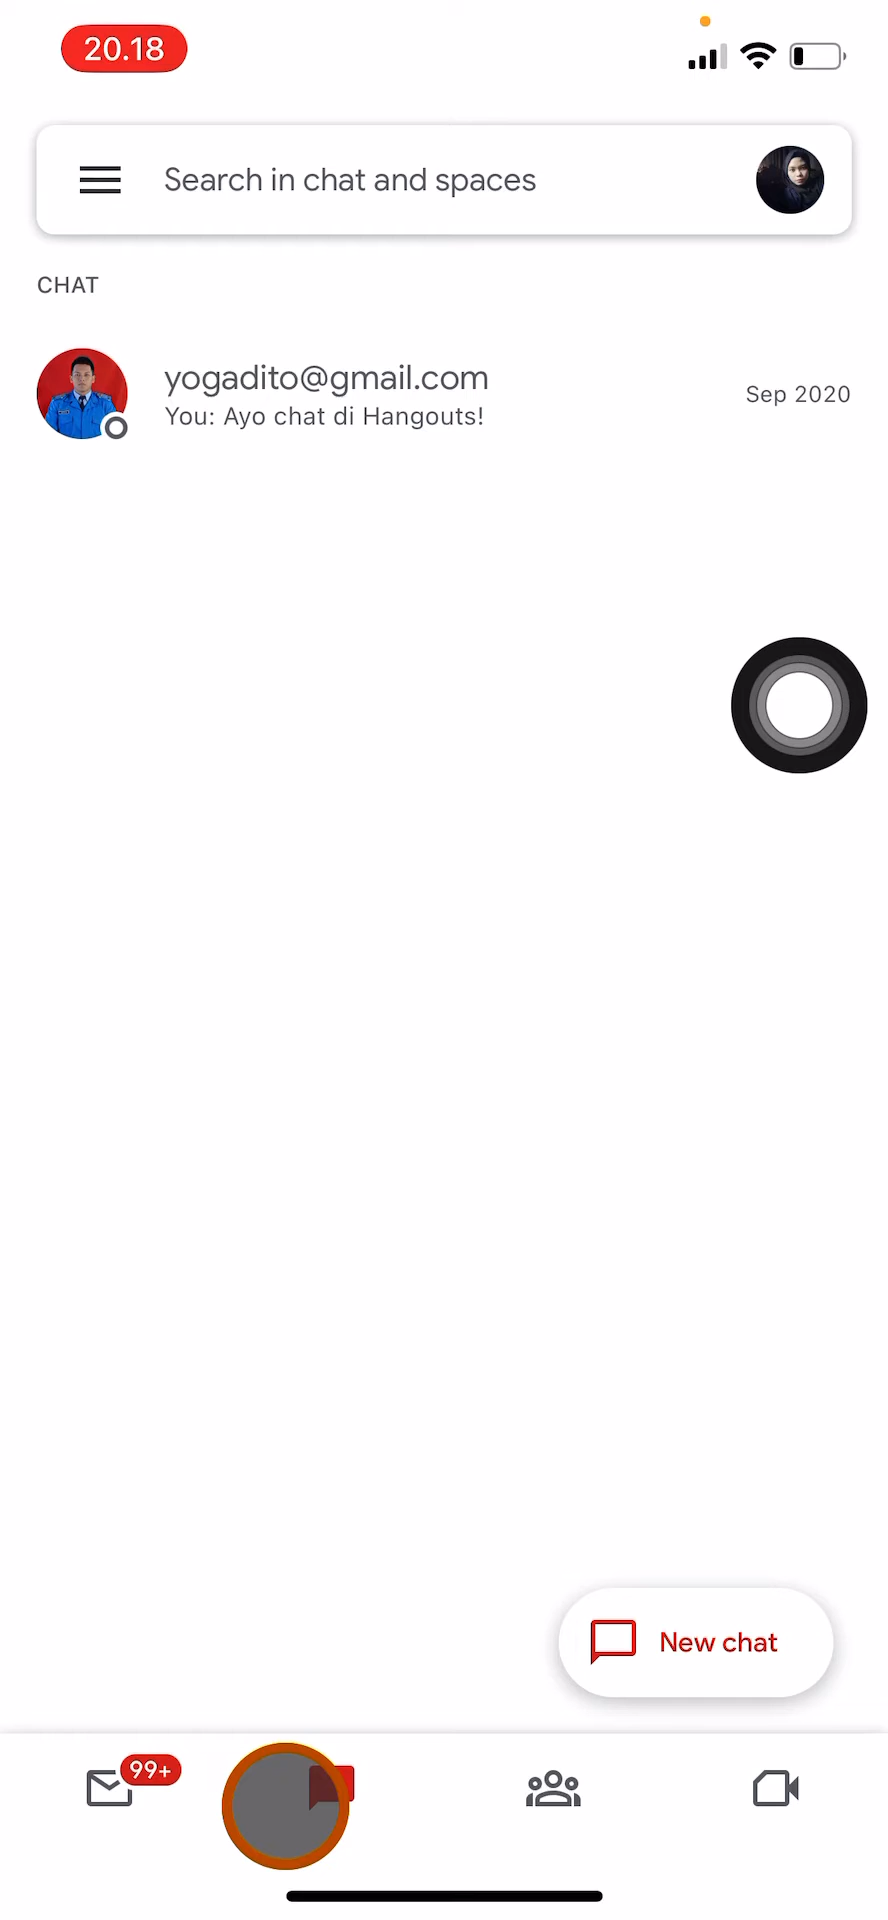 20.18
Search in chat and spaces
CHAT
yogadito@gmail.com
You: Ayo chat di Hangouts!
Sep 2020
New chat
99+